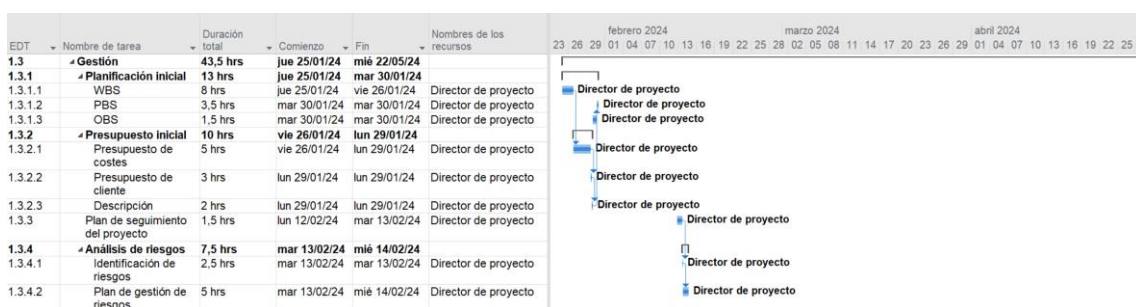 febrero 2024 marzo 2024 abril 2024
EDT Nombre de tarea Duración total Comienzo Fin Nombres de los recursos 23 26 29 01 04 07 10 13 16 19 22 25 28 02 05 08 11 14 17 20 23 26 29 01 04 07 10 13 16 19 22 25
1.3 Gestión 43,5 hrs jue 25/01/24 mié 22/05/24
1.3.1 Planificación inicial 13 hrs jue 25/01/24 mar 30/01/24
1.3.1.1 WBS 8 hrs jue 25/01/24 vie 26/01/24 Director de proyecto Director de proyecto
1.3.1.2 PBS 3,5 hrs mar 30/01/24 mar 30/01/24 Director de proyecto Director de proyecto
1.3.1.3 OBS 1,5 hrs mar 30/01/24 mar 30/01/24 Director de proyecto Director de proyecto
1.3.2 Presupuesto inicial 10 hrs vie 26/01/24 lun 29/01/24
1.3.2.1 Presupuesto de 5 hrs vie 26/01/24 lun 29/01/24 Director de proyecto Director de proyecto
costes
1.3.2.2 Presupuesto de 3 hrs lun 29/01/24 lun 29/01/24 Director de proyecto Director de proyecto
cliente
1.3.2.3 Descripción 2 hrs lun 29/01/24 lun 29/01/24 Director de proyecto Director de proyecto
1.3.3 Plan de seguimiento 1,5 hrs lun 12/02/24 mar 13/02/24 Director de proyecto Director de proyecto
del proyecto
1.3.4 Análisis de riesgos 7,5 hrs mar 13/02/24 mié 14/02/24
1.3.4.1 Identificación de 2,5 hrs mar 13/02/24 mar 13/02/24 Director de proyecto Director de proyecto
riesgos
1.3.4.2 Plan de gestión de 5 hrs mar 13/02/24 mié 14/02/24 Director de proyecto Director de proyecto
riesgos